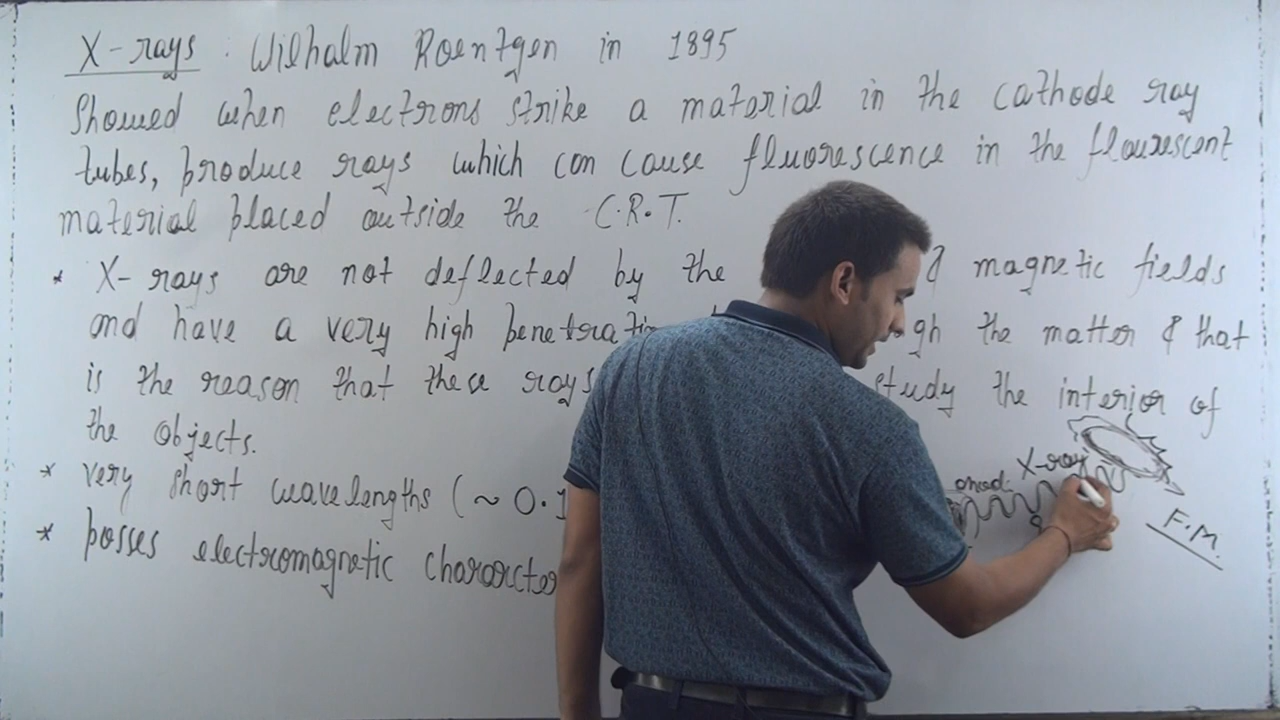 X-rays : Wilhalm Roentgen in 1895
Showed when electrons strike a material in the cathode ray
tubes, produce rays which can cause fluorescence in the flourescent
material placed outside the C.R.T.
* X-rays are not deflected by the & magnetic fields
and have a very high the matter & that
is the reason that these rays study the interior of
the objects.
* very short wavelengths (~ 0.1
* posses electromagnetic
X-ray
F.M.